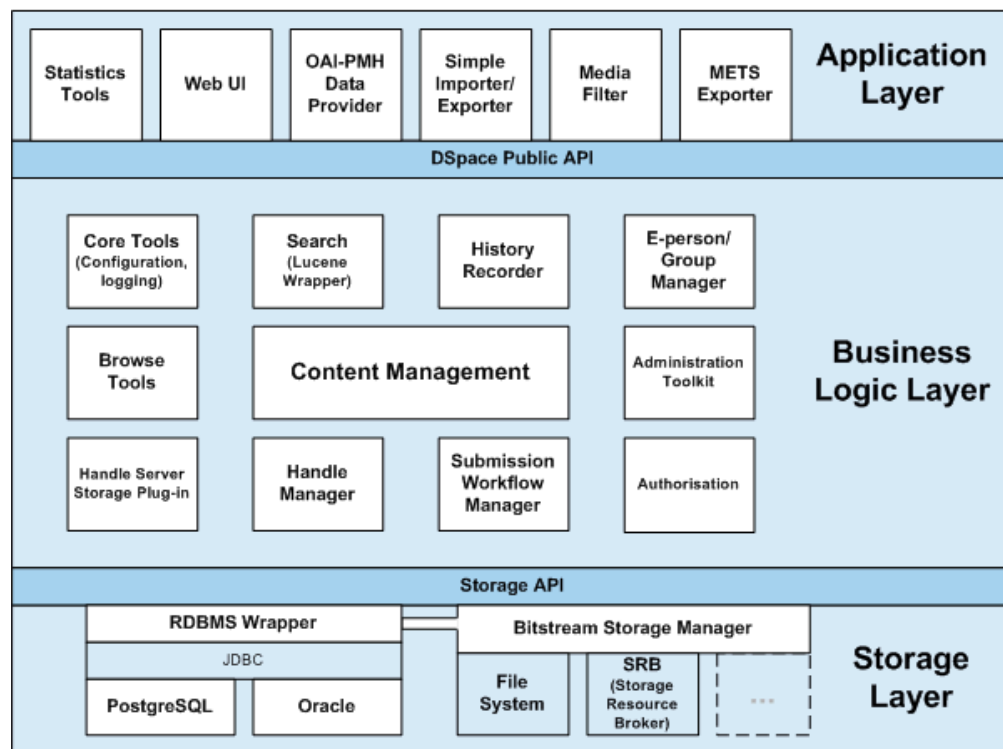 Statistics
Tools
Web UI
OAI-PMH
Data
Provider
Simple
Importer/
Exporter
Media
Filter
METS
Exporter
Application
Layer
DSpace Public API
Core Tools
(Configuration,
logging)
Search
(Lucene
Wrapper)
History
Recorder
E-person/
Group
Manager
Browse
Tools
Content Management
Administration
Toolkit
Business
Logic Layer
Handle Server
Storage Plug-in
Handle
Manager
Submission
Workflow
Manager
Authorisation
Storage API
RDBMS Wrapper
JDBC
PostgreSQL
Oracle
Bitstream Storage Manager
File
System
SRB
(Storage
Resource
Broker)
...
Storage
Layer